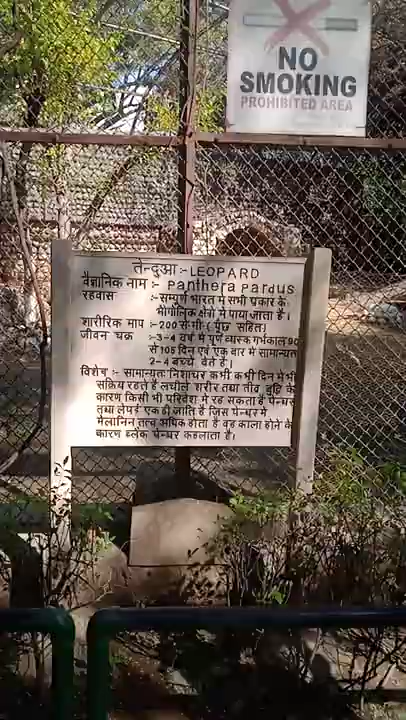 NO
SMOKING
PROHIBITED AREA
तेन्दुआ :- LEOPARD
वैज्ञानिक नाम :- Panthera Pardus
रहवास :- सम्पूर्ण भारत में सभी प्रकार के
भौगोलिक क्षेत्रो में पाया जाता है।
शारीरिक माप :- 200 से.मी. (पूंछ सहित)
जीवन चक्र :- 3-4 वर्ष में पूर्ण वयस्क गर्भकाल 90
से 105 दिन एवं एक बार में सामान्यतः
2-4 बच्चे देते है।
विशेष :- सामान्यतः निशाचर कभी कभी दिन में भी
सक्रिय रहते है लचीले शरीर तथा तीव्र बुद्धि के
कारण किसी भी परिवेश में रह सकता है पेन्थर
तथा लेपर्ड एक ही जाति है जिस पेन्थर मे
मेलानिन तत्व अधिक होता है वह काला होने के
कारण ब्लेक पेन्थर कहलाता है।